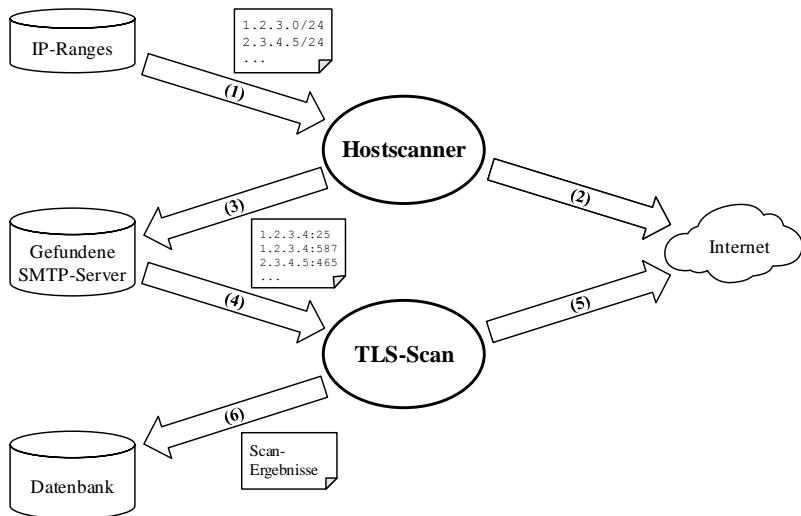 1.2.3.0/24
2.3.4.5/24
...
IP-Ranges
(1)
Hostscanner
(2)
(3)
Gefundene
SMTP-Server
1.2.3.4:25
1.2.3.4:587
2.3.4.5:465
...
Internet
(4)
(5)
TLS-Scan
(6)
Scan-
Ergebnisse
Datenbank